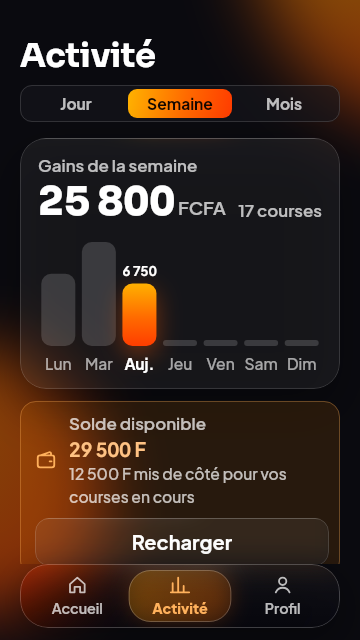 Activité
Jour Semaine Mois
Gains de la semaine
25 800 FCFA 17 courses
6 750
Lun Mar Auj. Jeu Ven Sam Dim
Solde disponible
29 500 F
12 500 F mis de côté pour vos
courses en cours
Recharger
Accueil Activité Profil